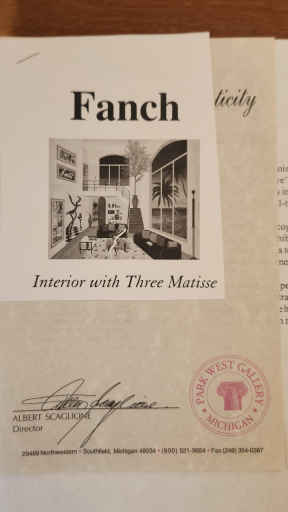 Fanch
ticity
Interior with Three Matisse
PARK WEST GALLERY
• MICHIGAN •
ALBERT SCAGLIONE
Director
29469 Northwestern • Southfield, Michigan 48034 • (800) 521-9654 • Fax (248) 354-0387